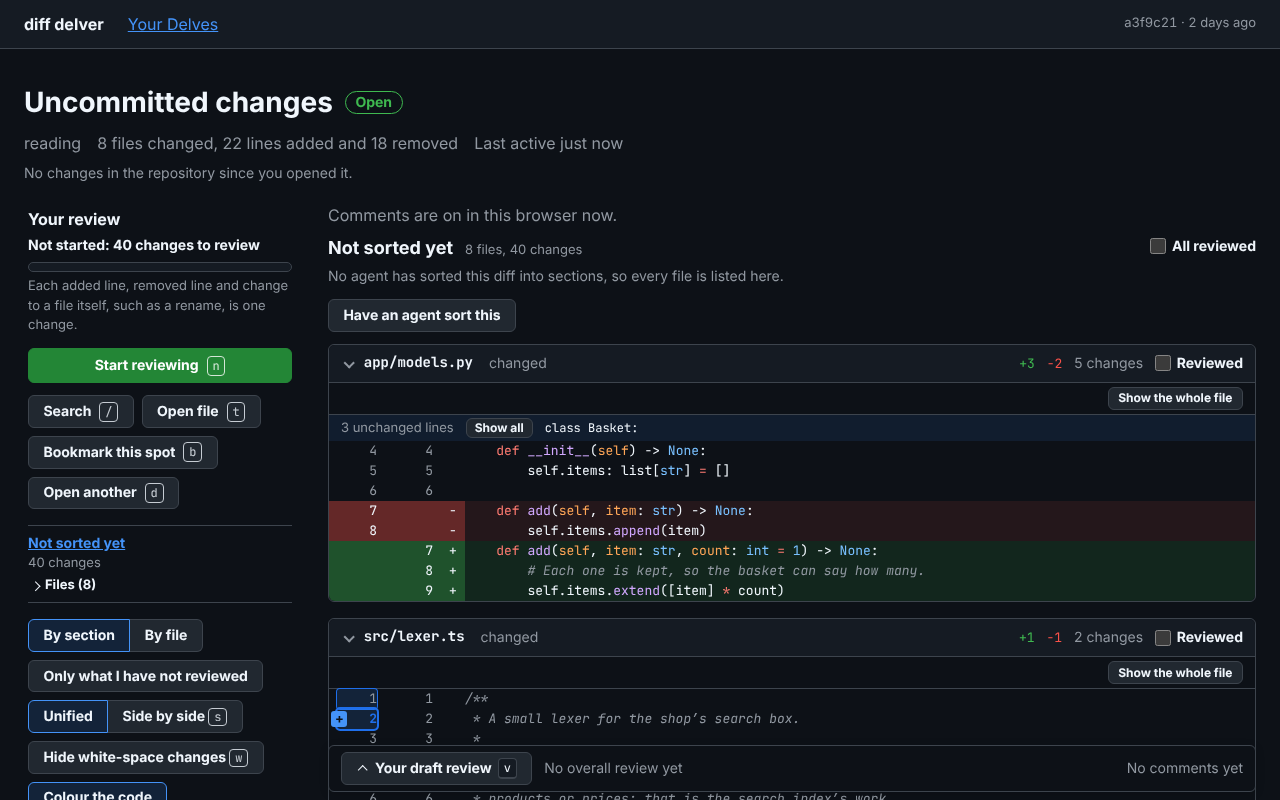 diff delver Your Delves a3f9c21 · 2 days ago
Uncommitted changes Open
reading 8 files changed, 22 lines added and 18 removed Last active just now
No changes in the repository since you opened it.
Your review
Not started: 40 changes to review
Each added line, removed line and change
to a file itself, such as a rename, is one
change.
Start reviewing n
Search / Open file t
Bookmark this spot b
Open another d
Not sorted yet
40 changes
Files (8)
By section By file
Only what I have not reviewed
Unified Side by side s
Hide white-space changes w
Colour the code
Comments are on in this browser now.
Not sorted yet 8 files, 40 changes All reviewed
No agent has sorted this diff into sections, so every file is listed here.
Have an agent sort this
app/models.py changed +3 -2 5 changes Reviewed
Show the whole file
3 unchanged lines Show all class Basket:
4 4 def __init__(self) -> None:
5 5 self.items: list[str] = []
6 6
7 - def add(self, item: str) -> None:
8 - self.items.append(item)
7 + def add(self, item: str, count: int = 1) -> None:
8 + # Each one is kept, so the basket can say how many.
9 + self.items.extend([item] * count)
src/lexer.ts changed +1 -1 2 changes Reviewed
Show the whole file
1 1 /**
+ 2 2 * A small lexer for the shop’s search box.
3 3 *
Your draft review v No overall review yet No comments yet
6 6 * products or prices: that is the search index’s work